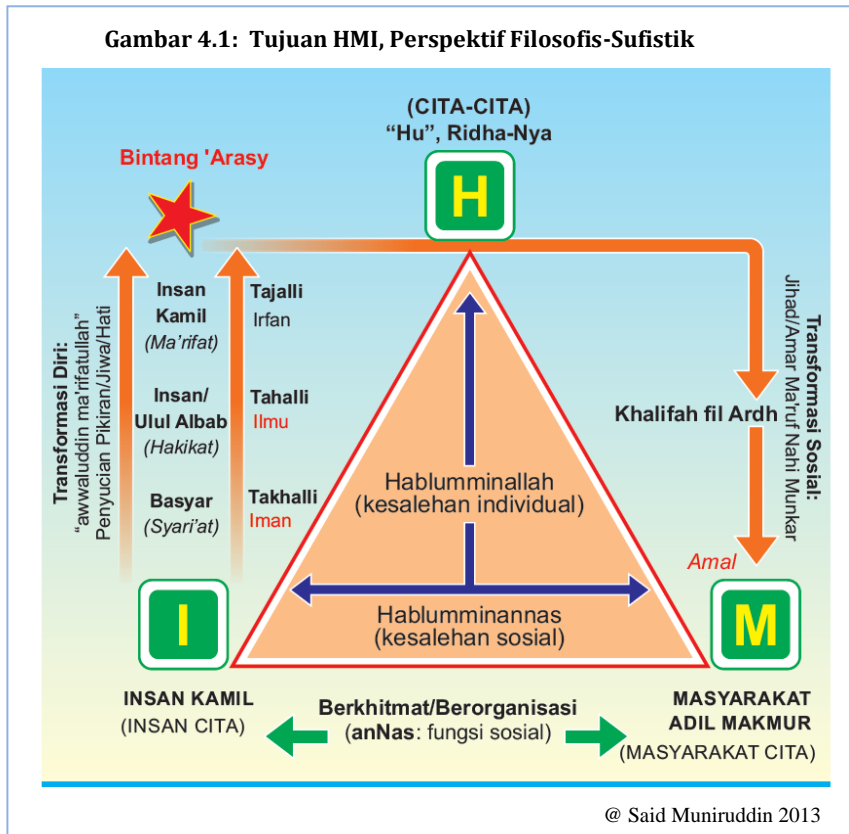 Gambar 4.1: Tujuan HMI, Perspektif Filosofis-Sufistik
(CITA-CITA)
“Hu”, Ridha-Nya
H
Bintang 'Arasy
Transformasi Diri:
“awwaluddin ma’rifatullah”
Penyucian Pikiran/Jiwa/Hati
Insan
Kamil
(Ma’rifat)
Insan/
Ulul Albab
(Hakikat)
Basyar
(Syari’at)
Tajalli
Irfan
Tahalli
Ilmu
Takhalli
Iman
Hablumminallah
(kesalehan individual)
Hablumminannas
(kesalehan sosial)
Khalifah fil Ardh
Transformasi Sosial:
Jihad/Amar Ma’ruf Nahi Munkar
Amal
I
M
INSAN KAMIL
(INSAN CITA)
Berkhitmat/Berorganisasi
(anNas: fungsi sosial)
MASYARAKAT
ADIL MAKMUR
(MASYARAKAT CITA)
@ Said Muniruddin 2013